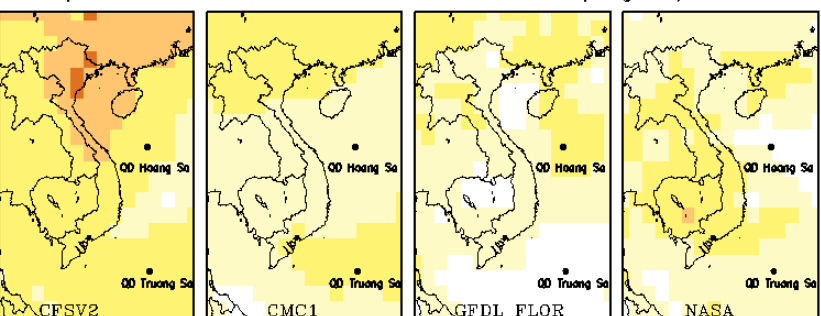 QD Hoang Sa
QD Hoang Sa
QD Hoang Sa
QD Hoang Sa
QD Truong Sa
QD Truong Sa
QD Truong Sa
QD Truong Sa
CFSV2
CMC1
GFDL FLOR
NASA